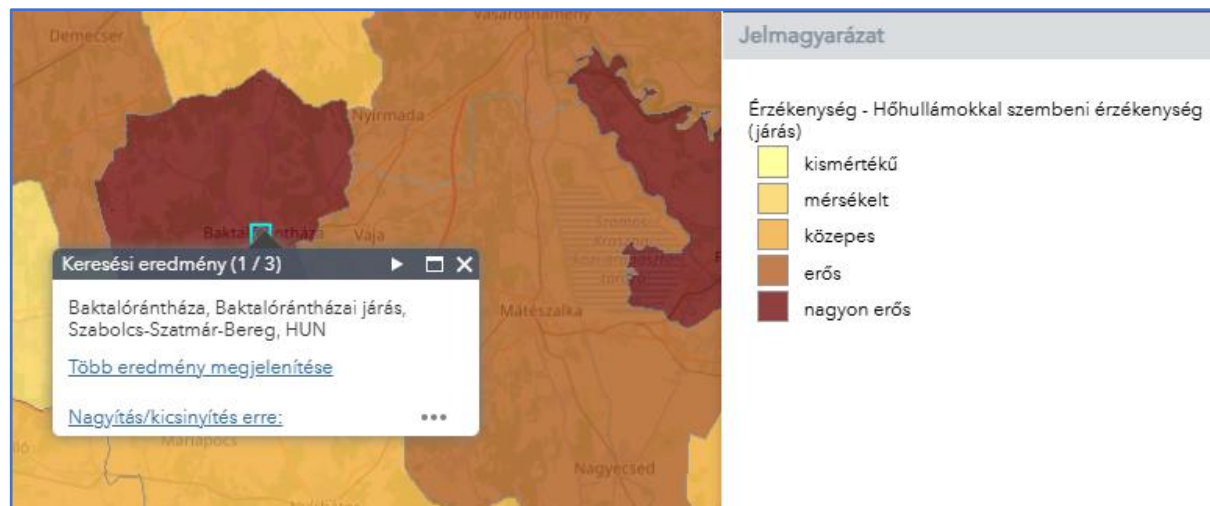 Demecser
Vásárosnamény
Nyírmada
Vaja
Mátészalka
Máriapócs
Nagyecsed
Keresési eredmény (1 / 3)
Baktalórántháza, Baktalórántházai járás,
Szabolcs-Szatmár-Bereg, HUN
Több eredmény megjelenítése
Nagyítás/kicsinyítés erre:
Jelmagyarázat
Érzékenység - Hőhullámokkal szembeni érzékenység
(járás)
kismértékű
mérsékelt
közepes
erős
nagyon erős